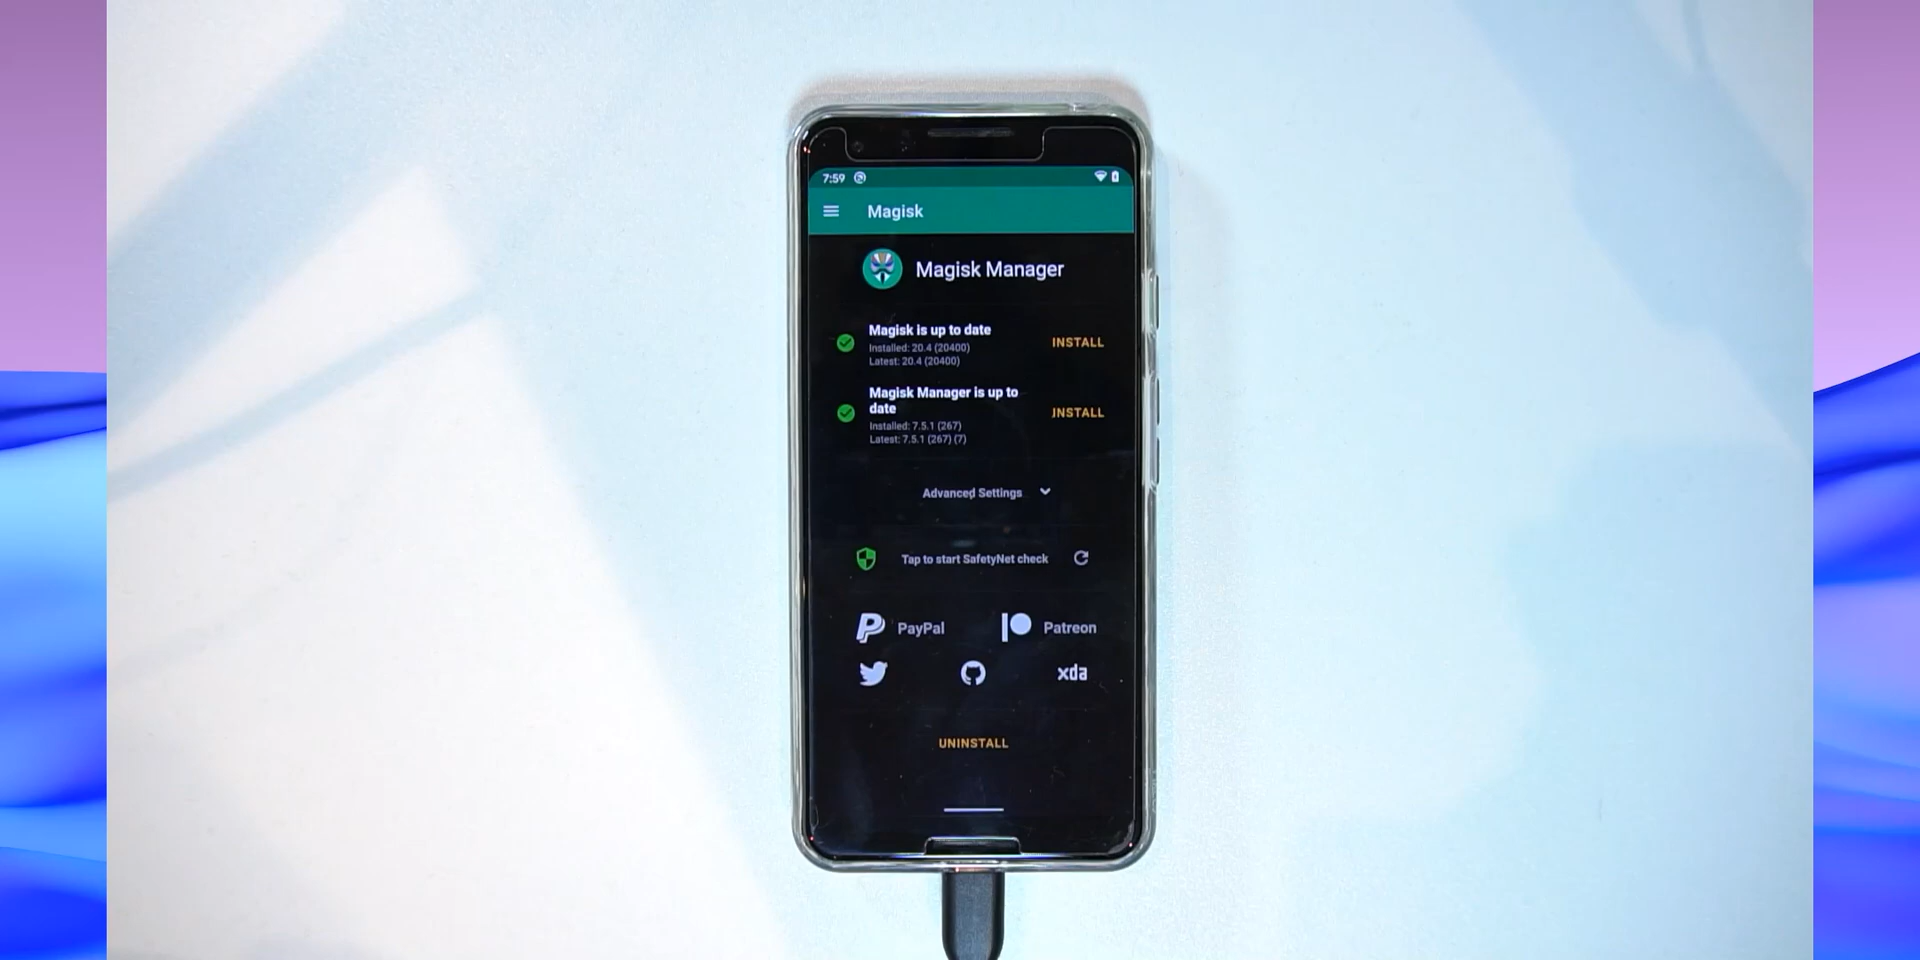 7:59
Magisk
Magisk Manager
Magisk is up to date
Installed: 20.4 (20400)
Latest: 20.4 (20400)
INSTALL
Magisk Manager is up to
date
Installed: 7.5.1 (267)
Latest: 7.5.1 (267) (7)
INSTALL
Advanced Settings
Tap to start SafetyNet check
PayPal
Patreon
xda
UNINSTALL